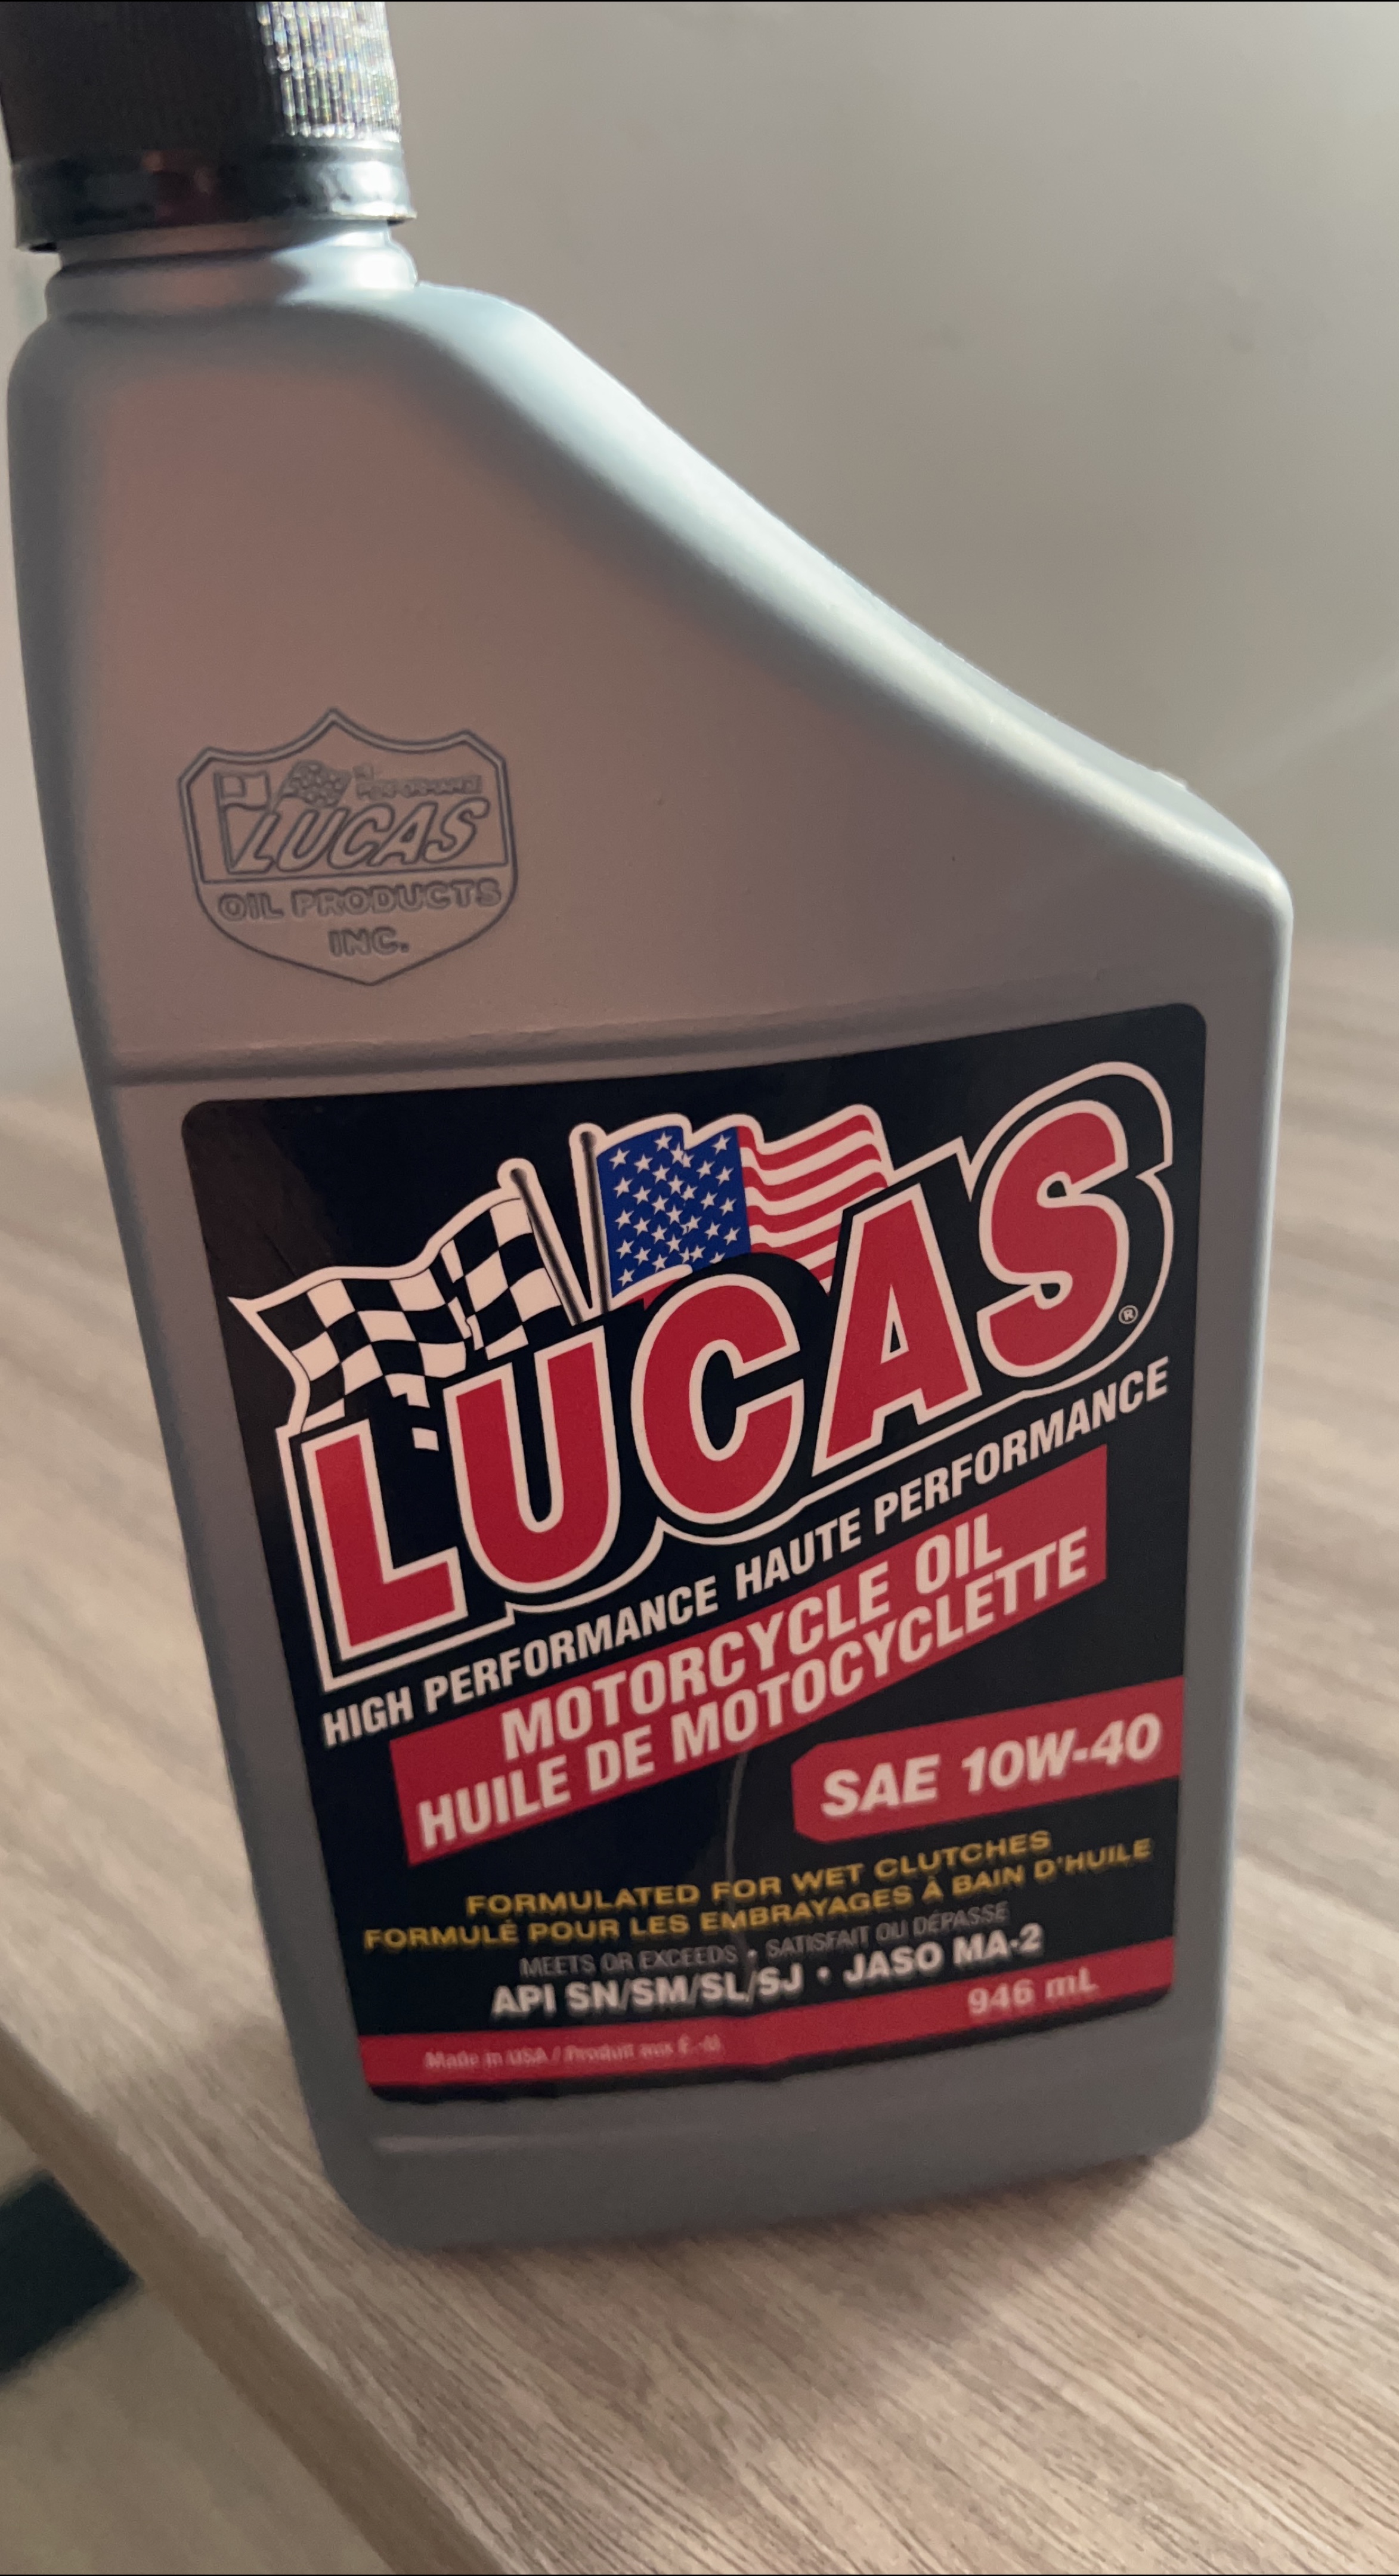 LUCAS
OIL PRODUCTS
INC.
LUCAS®
HIGH PERFORMANCE HAUTE PERFORMANCE
MOTORCYCLE OIL
HUILE DE MOTOCYCLETTE
SAE 10W-40
FORMULATED FOR WET CLUTCHES
FORMULÉ POUR LES EMBRAYAGES À BAIN D'HUILE
MEETS OR EXCEEDS • SATISFAIT OU DÉPASSE
API SN/SM/SL/SJ • JASO MA-2
946 mL
Made in USA / Produit aux É.-U.